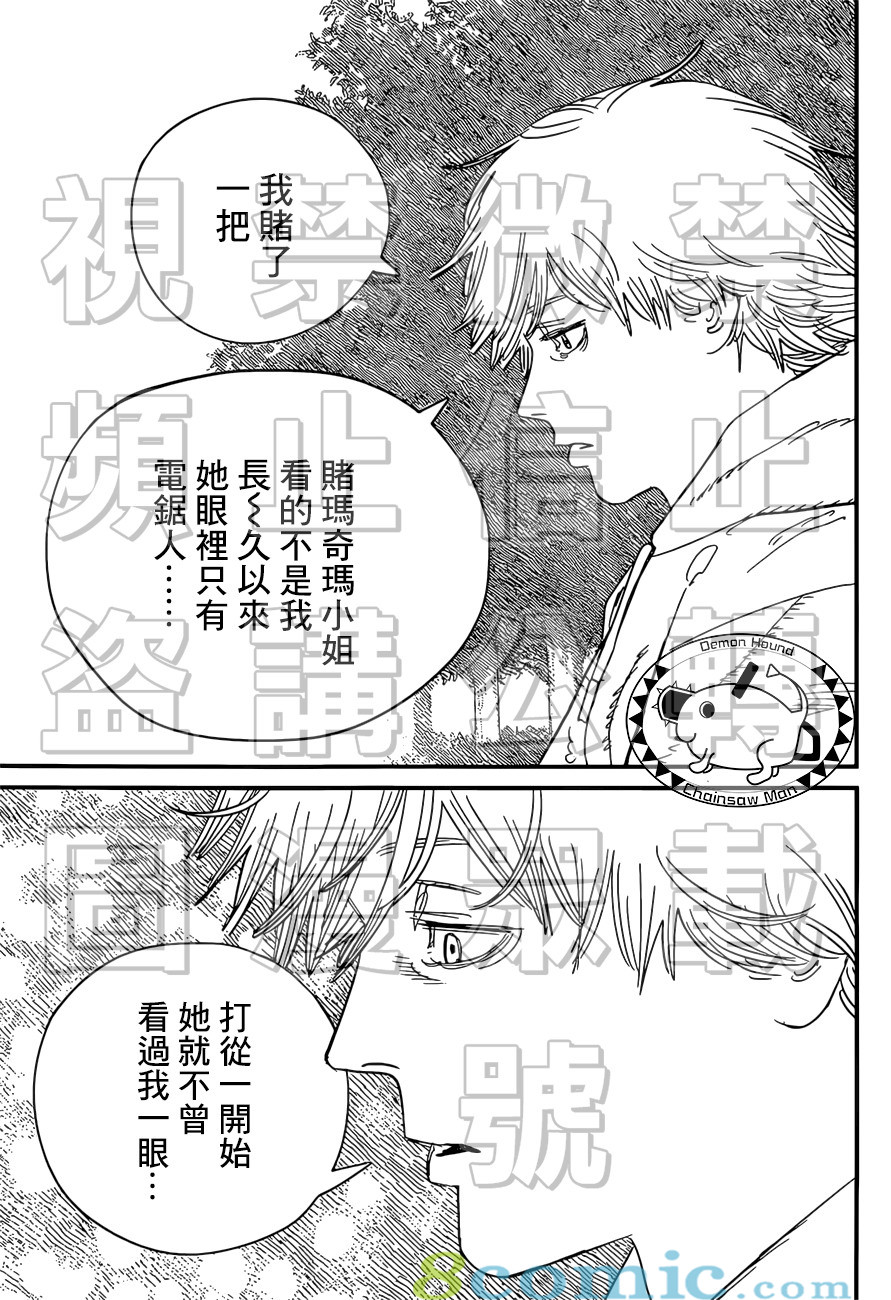 我賭了
一把
賭瑪奇瑪小姐
看的不是我
長～久以來
她眼裡只有
電鋸人……
Demon Hound
Chainsaw Man
打從一開始
她就不曾
看過我一眼…
禁止轉載
微信公眾號
禁止講漫
視頻盜圖
8comic.com